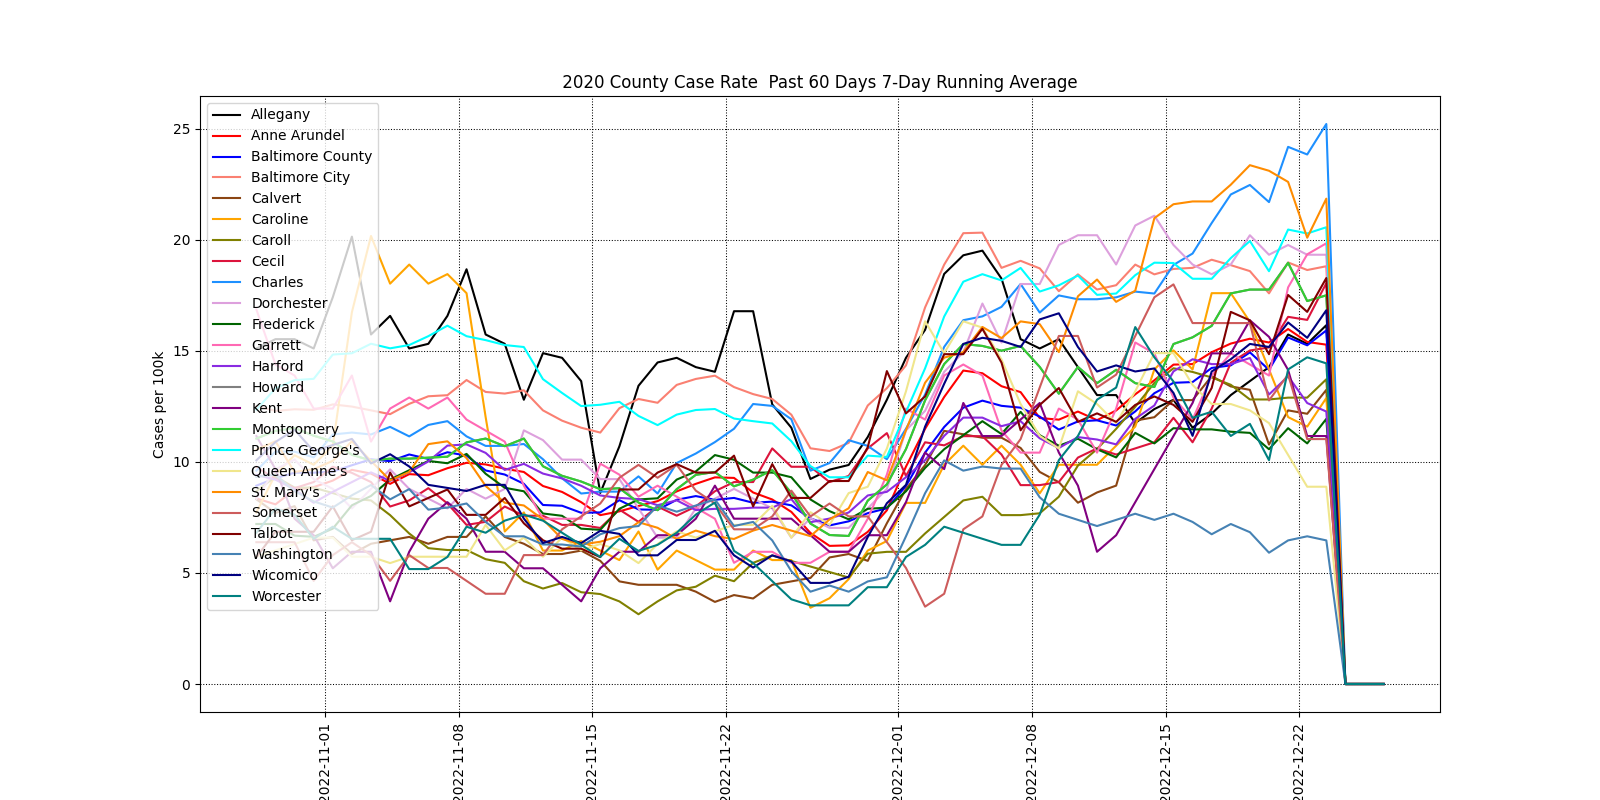 2020 County Case Rate  Past 60 Days 7-Day Running Average
Cases per 100k
25
20
15
10
5
0
Allegany
Anne Arundel
Baltimore County
Baltimore City
Calvert
Caroline
Caroll
Cecil
Charles
Dorchester
Frederick
Garrett
Harford
Howard
Kent
Montgomery
Prince George's
Queen Anne's
St. Mary's
Somerset
Talbot
Washington
Wicomico
Worcester
2022-11-01
2022-11-08
2022-11-15
2022-11-22
2022-12-01
2022-12-08
2022-12-15
2022-12-22